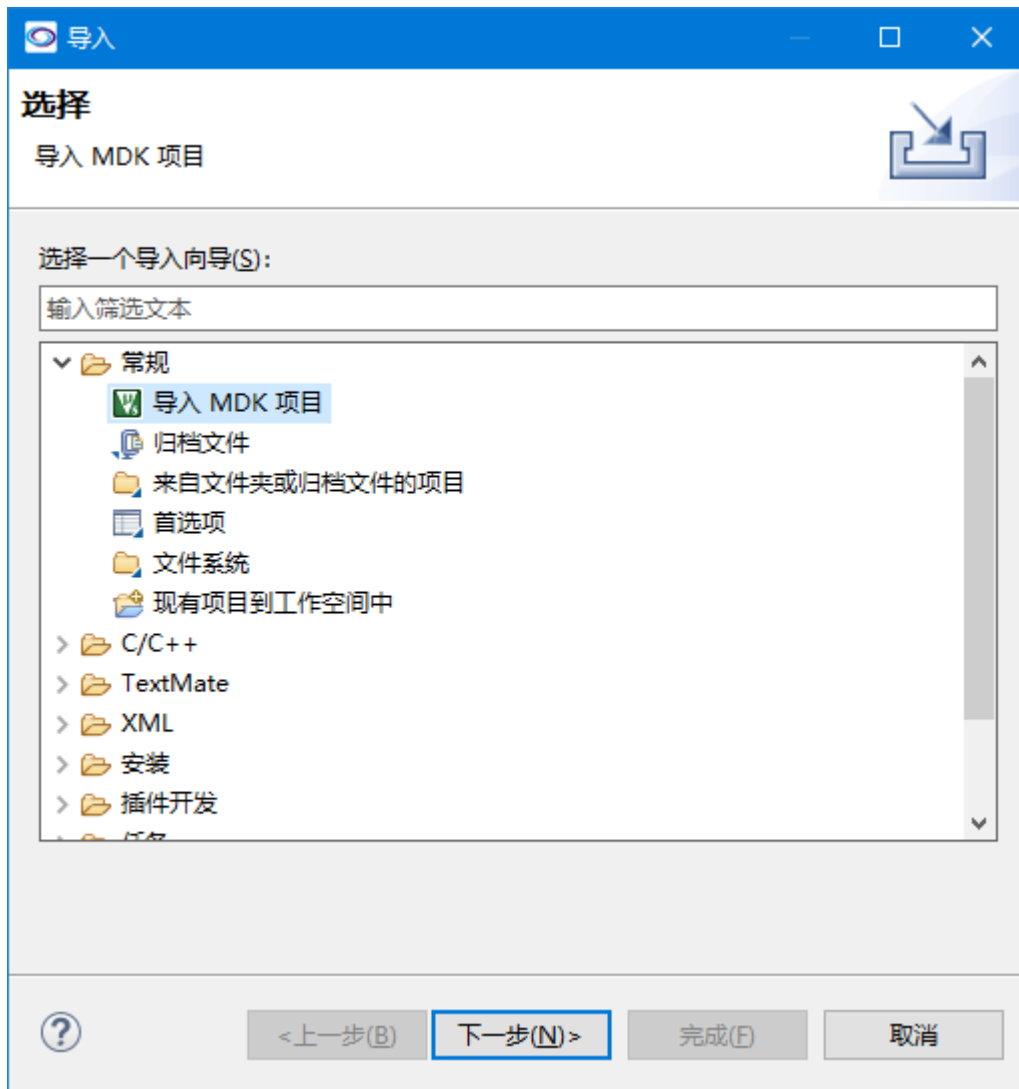 导入
选择
导入 MDK 项目
选择一个导入向导(S):
输入筛选文本
常规
导入 MDK 项目
归档文件
来自文件夹或归档文件的项目
首选项
文件系统
现有项目到工作空间中
C/C++
TextMate
XML
安装
插件开发
任务
<上一步(B)
下一步(N)>
完成(F)
取消